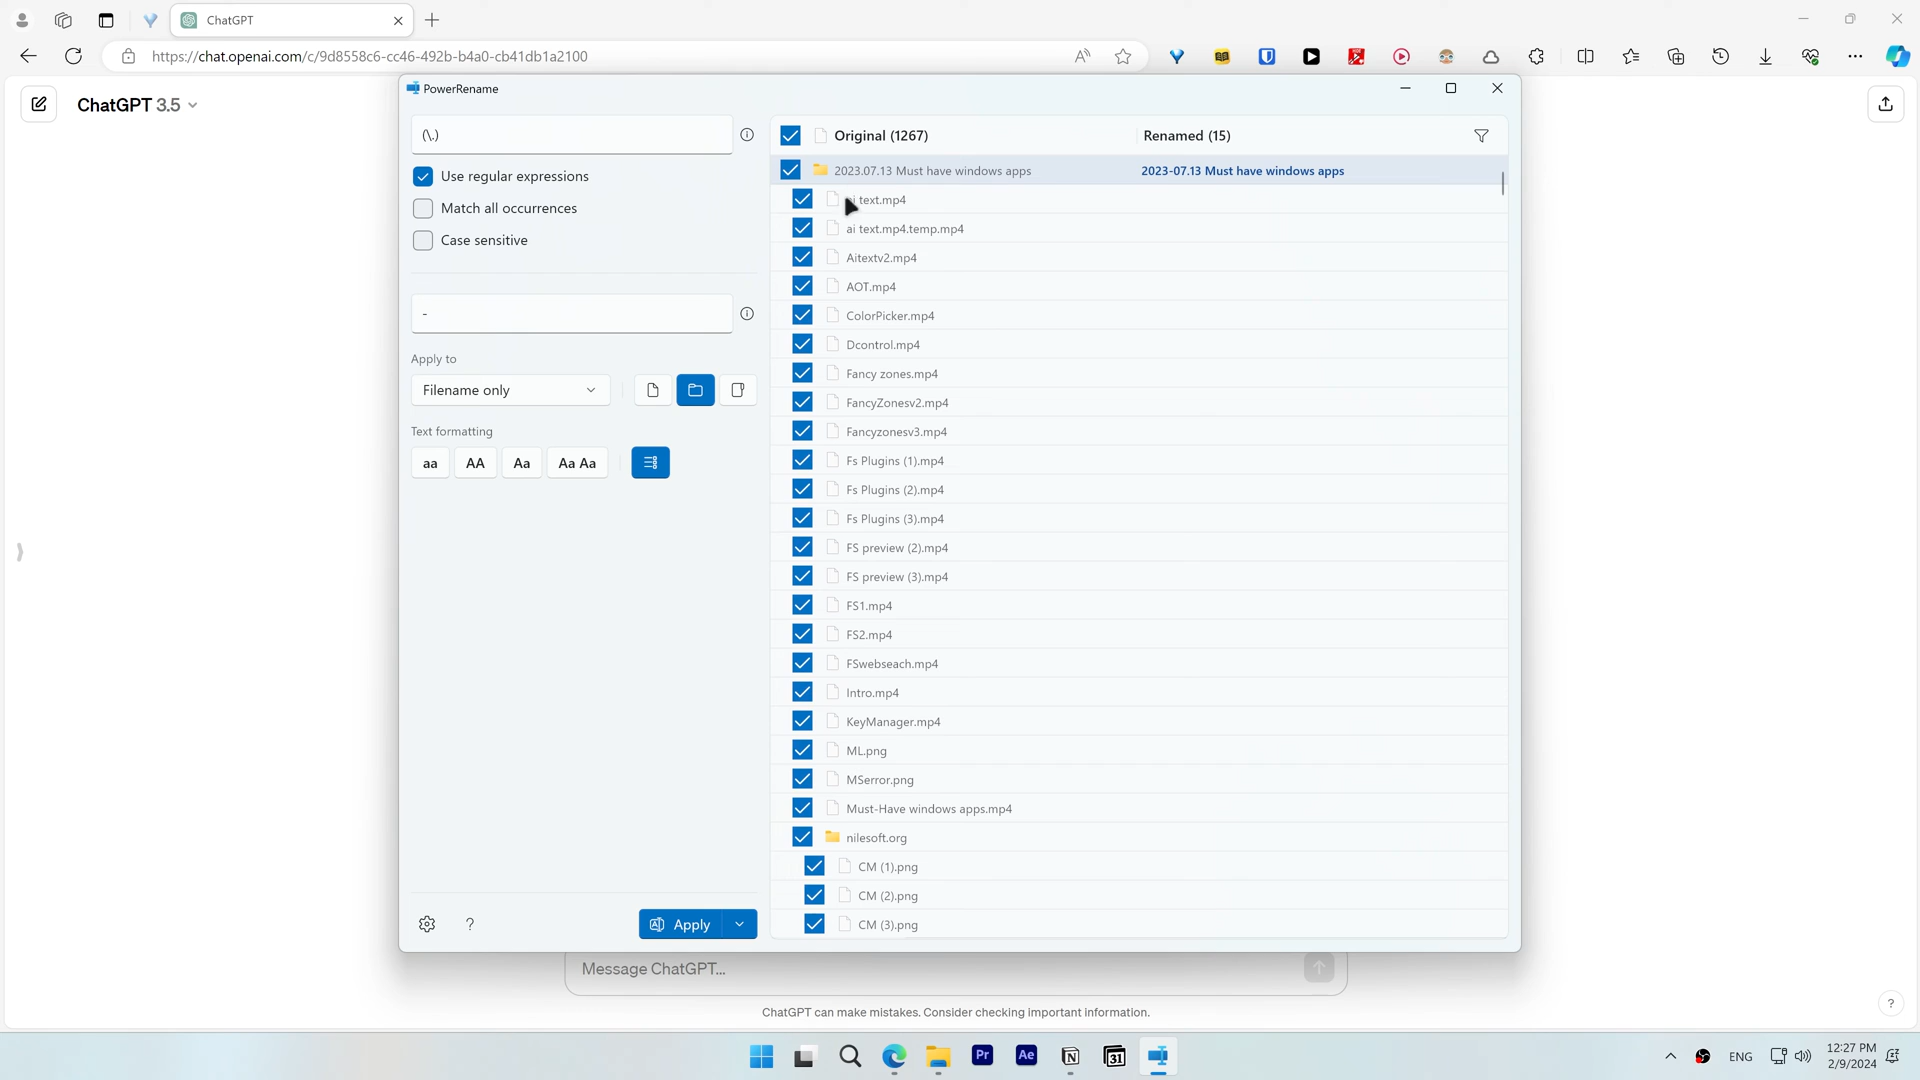 ChatGPT
https://chat.openai.com/c/9d8558c6-cc46-492b-b4a0-cb41db1a2100
ChatGPT 3.5
PowerRename
(\.)
Use regular expressions
Match all occurrences
Case sensitive
-
Apply to
Filename only
Text formatting
aa AA Aa Aa Aa
Apply
?
Original (1267) Renamed (15)
2023.07.13 Must have windows apps 2023-07.13 Must have windows apps
text.mp4
ai text.mp4.temp.mp4
Aitextv2.mp4
AOT.mp4
ColorPicker.mp4
Dcontrol.mp4
Fancy zones.mp4
FancyZonesv2.mp4
Fancyzonesv3.mp4
Fs Plugins (1).mp4
Fs Plugins (2).mp4
Fs Plugins (3).mp4
FS preview (2).mp4
FS preview (3).mp4
FS1.mp4
FS2.mp4
FSwebseach.mp4
Intro.mp4
KeyManager.mp4
ML.png
MSerror.png
Must-Have windows apps.mp4
nilesoft.org
CM (1).png
CM (2).png
CM (3).png
Message ChatGPT...
ChatGPT can make mistakes. Consider checking important information.
?
Pr Ae N 31
ENG
12:27 PM
2/9/2024